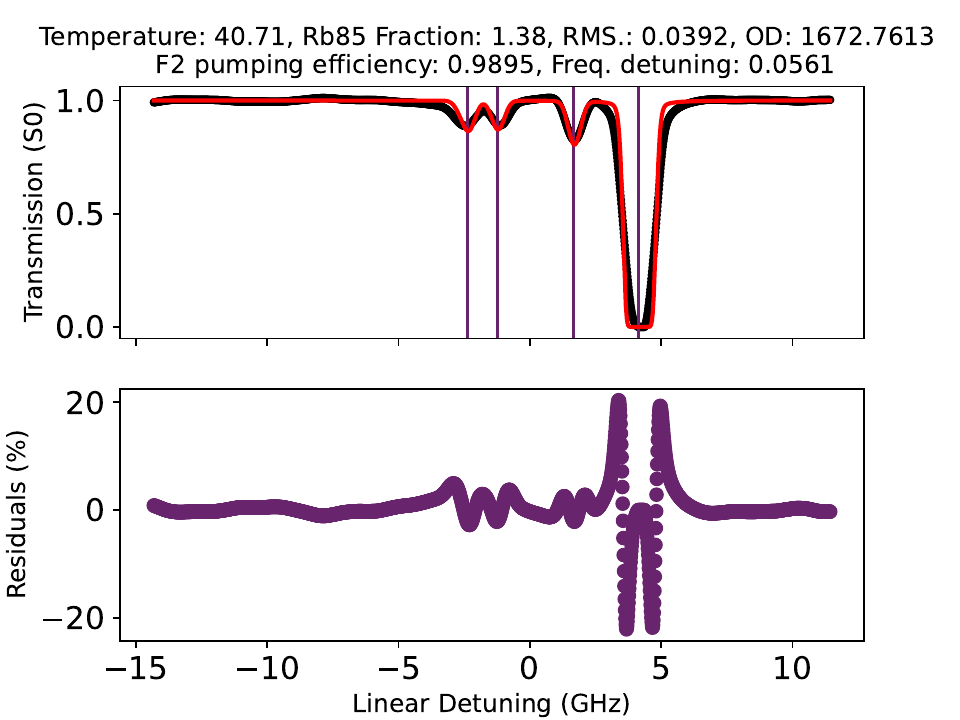 Temperature: 40.71, Rb85 Fraction: 1.38, RMS.: 0.0392, OD: 1672.7613
F2 pumping efficiency: 0.9895, Freq. detuning: 0.0561
Transmission (S0)
1.0
0.5
0.0
Residuals (%)
20
0
−20
−15
−10
−5
0
5
10
Linear Detuning (GHz)